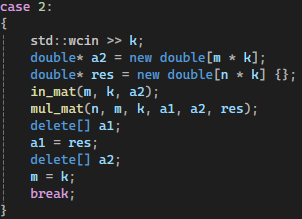 case 2:
{
std::wcin >> k;
double* a2 = new double[m * k];
double* res = new double[n * k] {};
in_mat(m, k, a2);
mul_mat(n, m, k, a1, a2, res);
delete[] a1;
a1 = res;
delete[] a2;
m = k;
break;
}